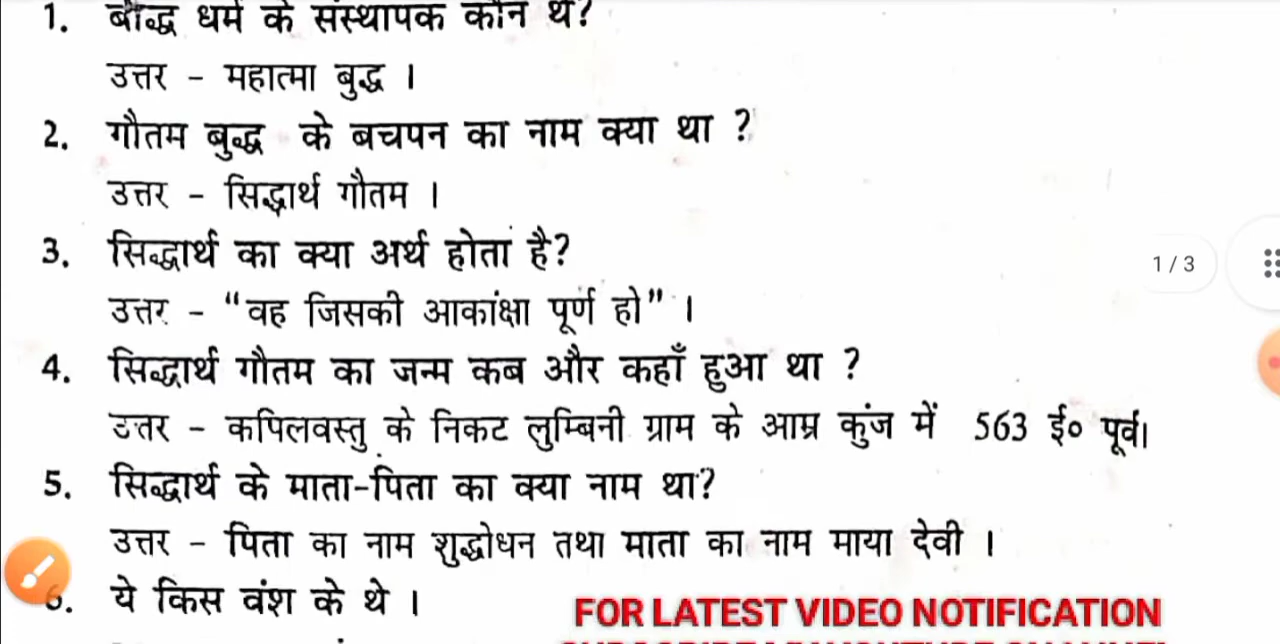 1. बौद्ध धर्म के संस्थापक कौन थे?
उत्तर - महात्मा बुद्ध ।
2. गौतम बुद्ध के बचपन का नाम क्या था ?
उत्तर - सिद्धार्थ गौतम ।
3. सिद्धार्थ का क्या अर्थ होता है?
1 / 3
उत्तर - “वह जिसकी आकांक्षा पूर्ण हो” ।
4. सिद्धार्थ गौतम का जन्म कब और कहाँ हुआ था ?
उत्तर - कपिलवस्तु के निकट लुम्बिनी ग्राम के आम्र कुंज में 563 ई० पूर्व।
5. सिद्धार्थ के माता-पिता का क्या नाम था?
उत्तर - पिता का नाम शुद्धोधन तथा माता का नाम माया देवी ।
6. ये किस वंश के थे ।
FOR LATEST VIDEO NOTIFICATION